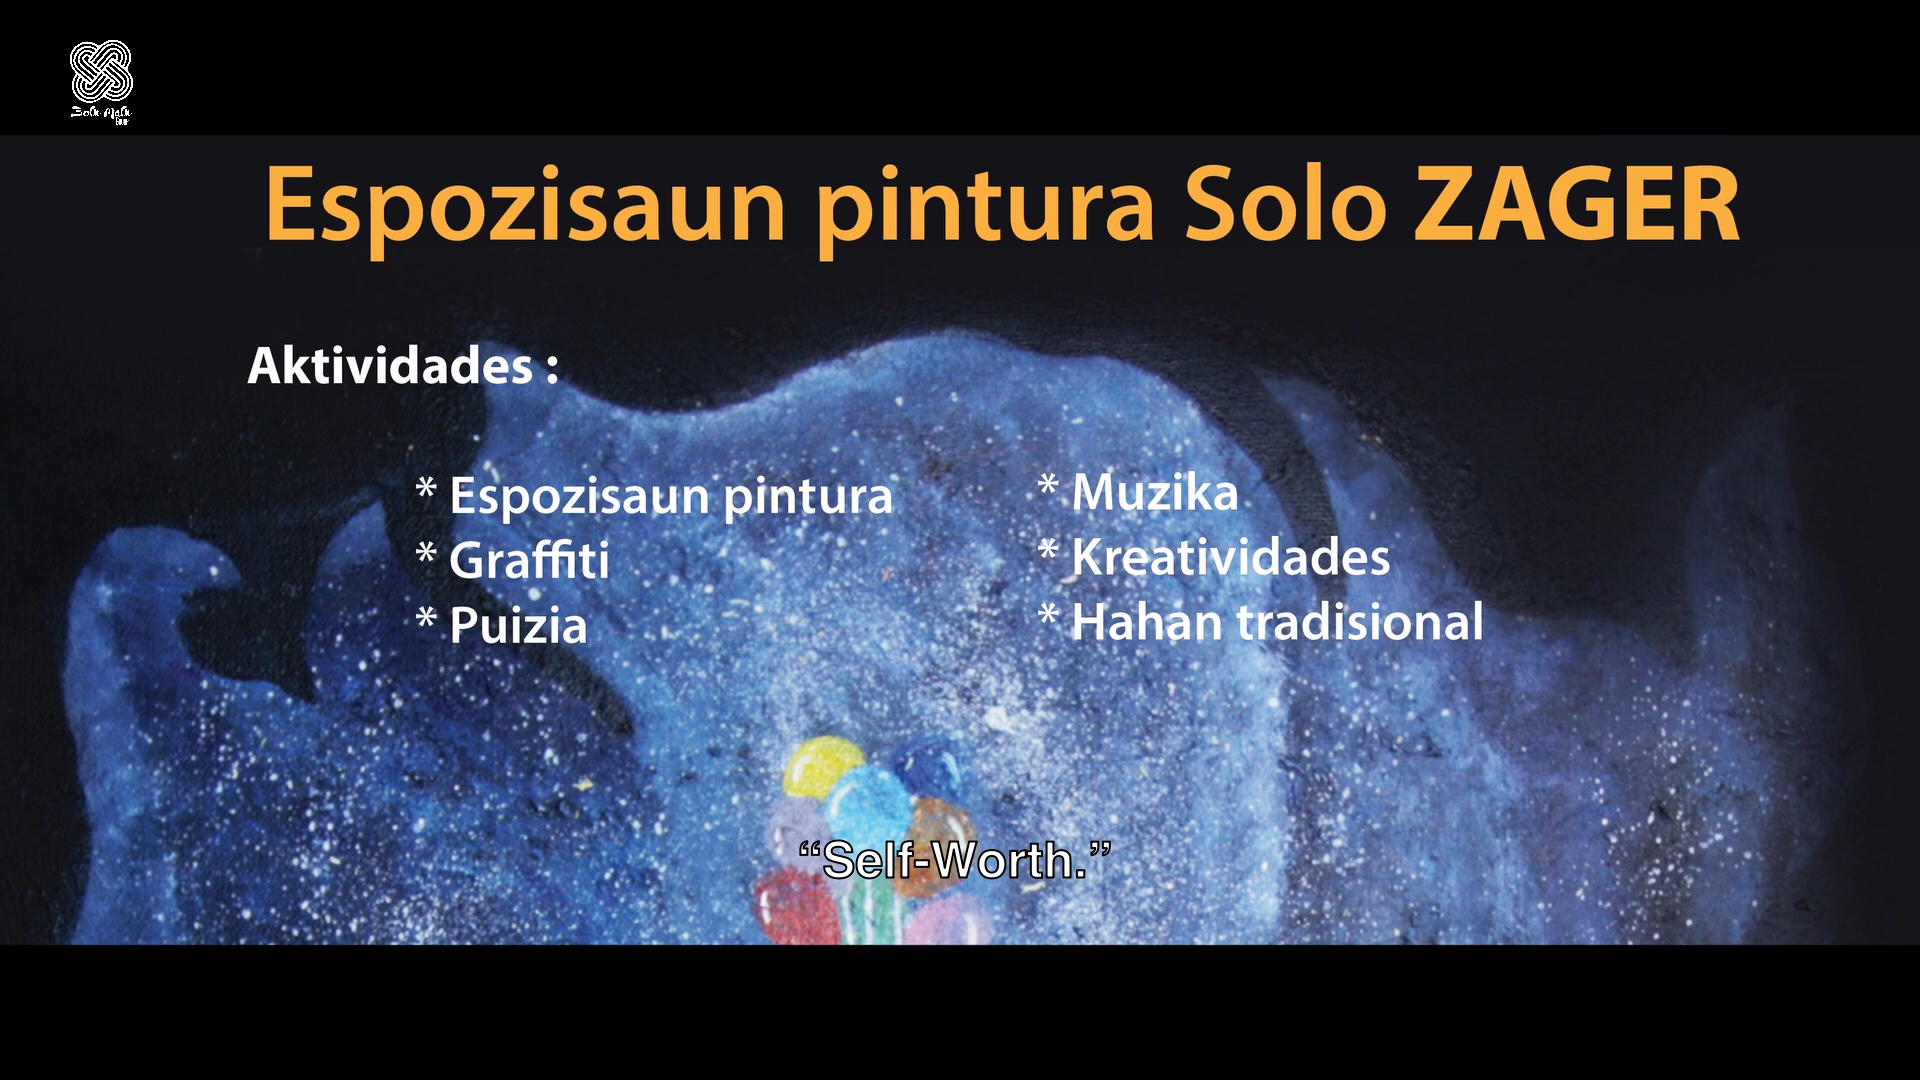 Espozisaun pintura Solo ZAGER
Aktividades :
* Espozisaun pintura
* Graffiti
* Puizia
* Muzika
* Kreatividades
* Hahan tradisional
“Self-Worth.”